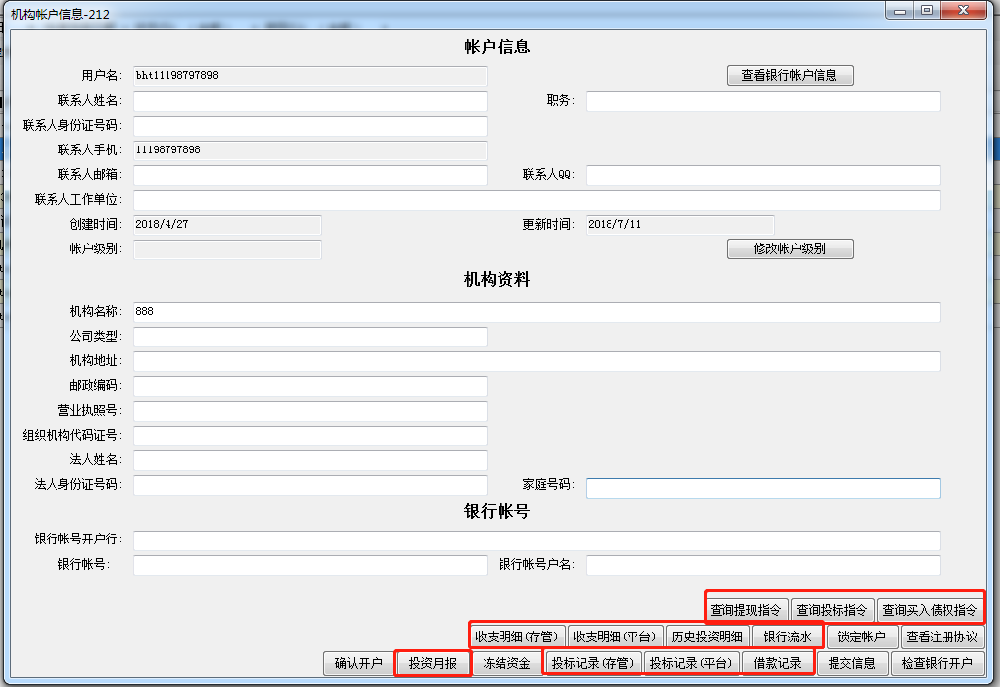 机构帐户信息-212
帐户信息
用户名: bht11198797898 查看银行帐户信息
联系人姓名: 职务:
联系人身份证号码:
联系人手机: 11198797898
联系人邮箱: 联系人QQ:
联系人工作单位:
创建时间: 2018/4/27 更新时间: 2018/7/11
帐户级别: 修改帐户级别
机构资料
机构名称: 888
公司类型:
机构地址:
邮政编码:
营业执照号:
组织机构代码证号:
法人姓名:
法人身份证号码: 家庭号码:
银行帐号
银行帐号开户行:
银行帐号: 银行帐号户名:
查询提现指令 查询投标指令 查询买入债权指令
收支明细(存管) 收支明细(平台) 历史投资明细 银行流水 锁定帐户 查看注册协议
确认开户 投资月报 冻结资金 投标记录(存管) 投标记录(平台) 借款记录 提交信息 检查银行开户